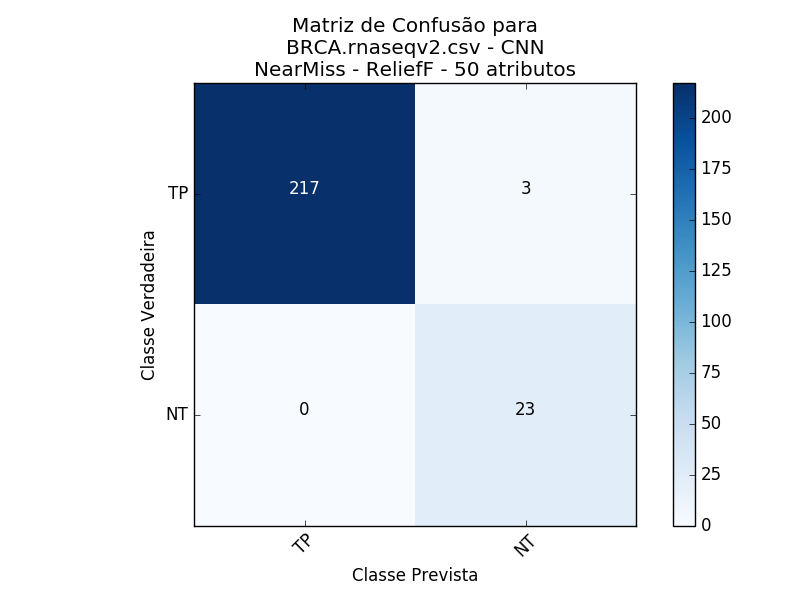 Matriz de Confusão para
BRCA.rnaseqv2.csv - CNN
NearMiss - ReliefF - 50 atributos
Classe Verdadeira
TP
NT
217
3
0
23
TP
NT
Classe Prevista
200
175
150
125
100
75
50
25
0